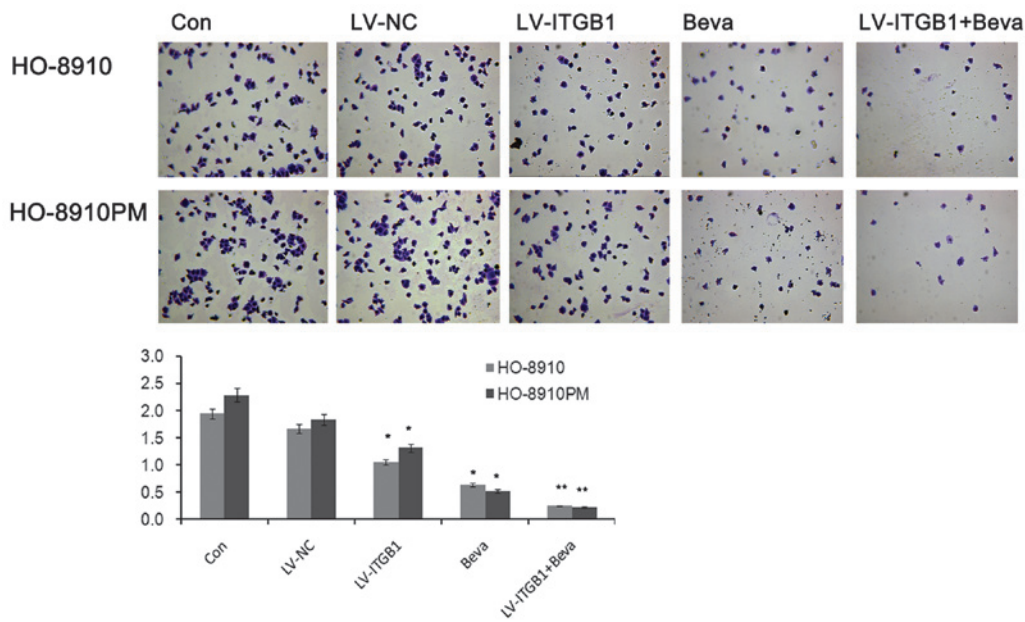 Con LV-NC LV-ITGB1 Beva LV-ITGB1+Beva
HO-8910
HO-8910PM
3.0
2.5
2.0
1.5
1.0
0.5
0.0
HO-8910
HO-8910PM
* *
* *
** **
Con LV-NC LV-ITGB1 Beva LV-ITGB1+Beva